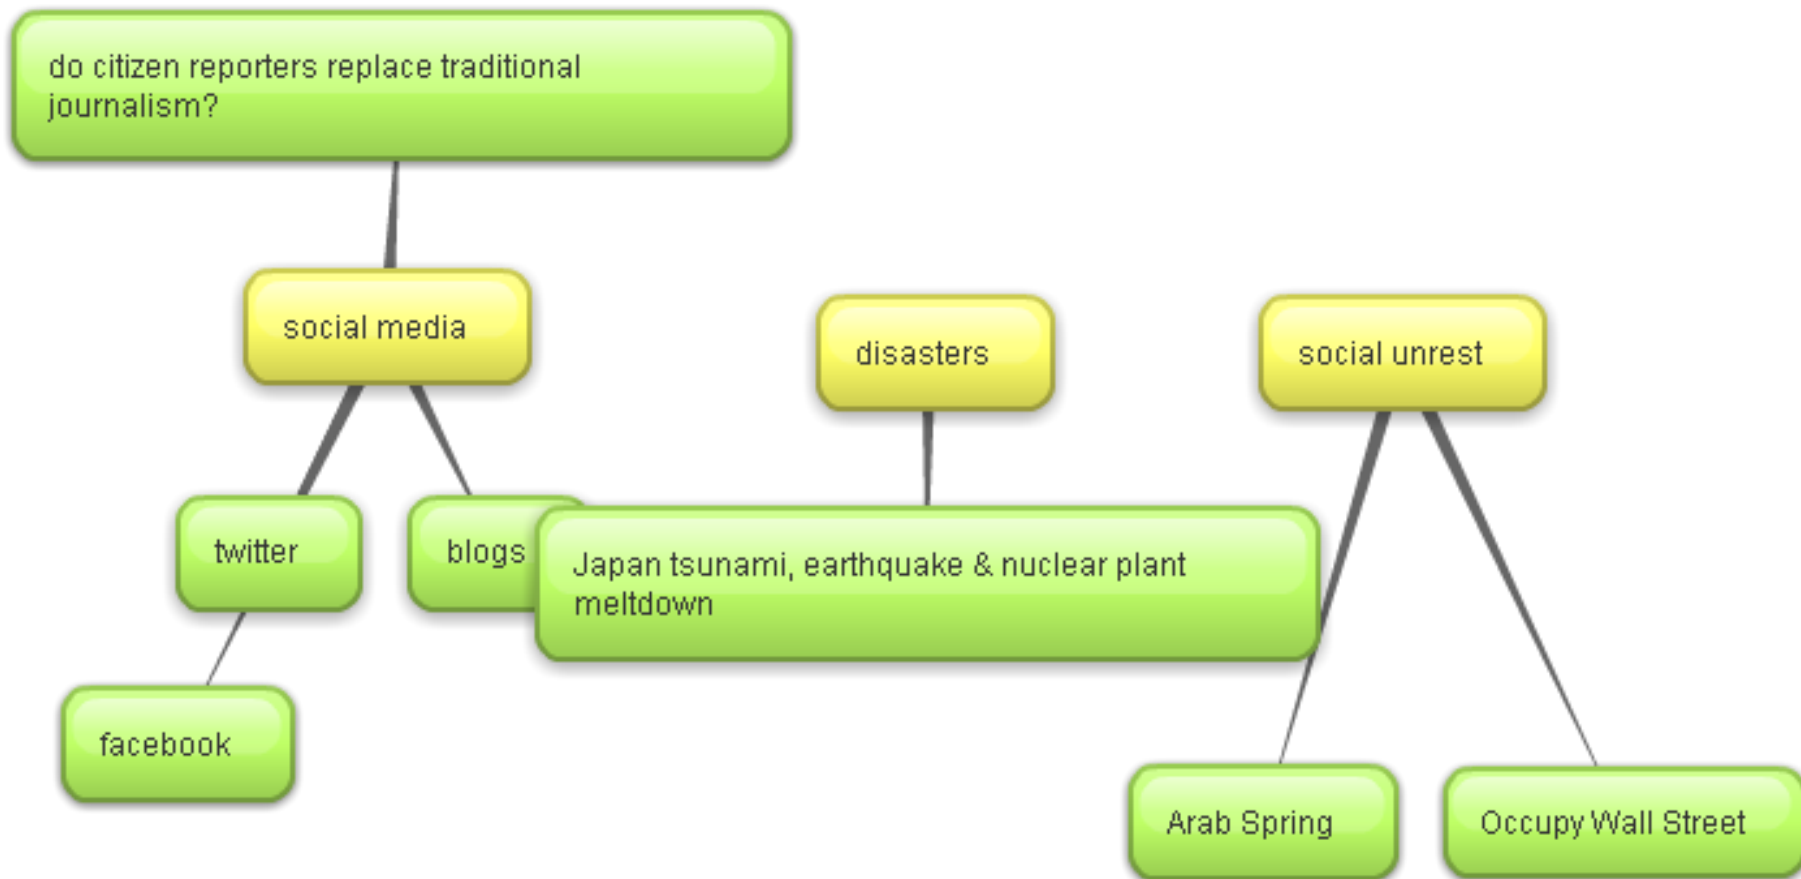 do citizen reporters replace traditional
journalism?
social media
disasters
social unrest
twitter
blogs
Japan tsunami, earthquake & nuclear plant
meltdown
facebook
Arab Spring
Occupy Wall Street